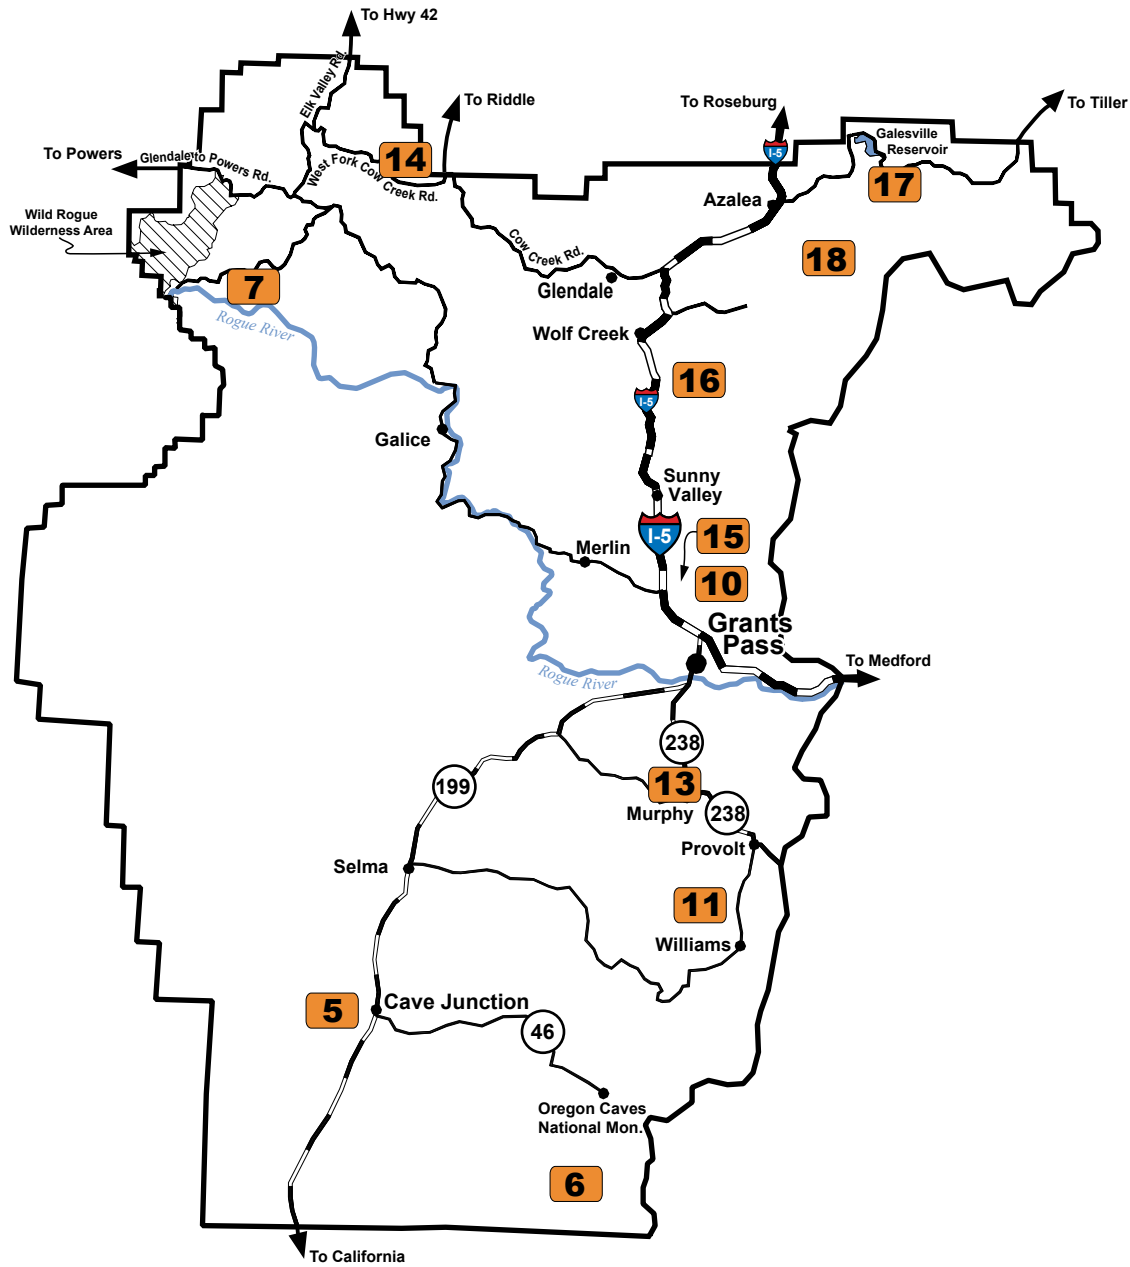 To Hwy 42
Elk Valley Rd.
To Riddle
To Roseburg
To Tiller
I-5
Galesville
Reservoir
To Powers
Glendale to Powers Rd.
West Fork Cow Creek Rd.
14
17
Azalea
Wild Rogue
Wilderness Area
Cow Creek Rd.
18
7
Glendale
Rogue River
Wolf Creek
16
I-5
Galice
Sunny
Valley
I-5
15
Merlin
10
Grants
Pass
To Medford
Rogue River
238
199
13
Murphy
238
Provolt
Selma
11
Williams
5
Cave Junction
46
Oregon Caves
National Mon.
6
To California